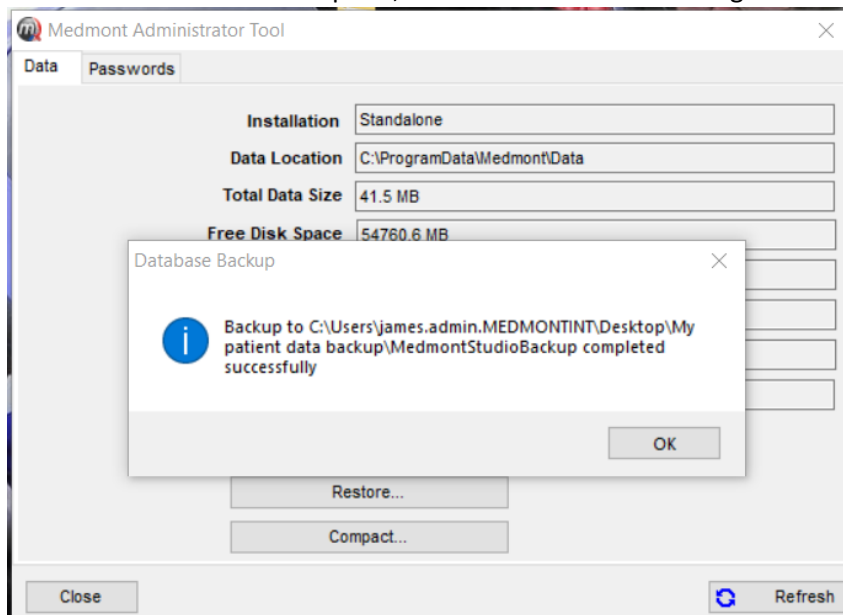 Medmont Administrator Tool
Data Passwords
Installation Standalone
Data Location C:\ProgramData\Medmont\Data
Total Data Size 41.5 MB
Free Disk Space 54760.6 MB
Database Backup
Backup to C:\Users\james.admin.MEDMONTINT\Desktop\My
patient data backup\MedmontStudioBackup completed
successfully
OK
Restore...
Compact...
Close Refresh